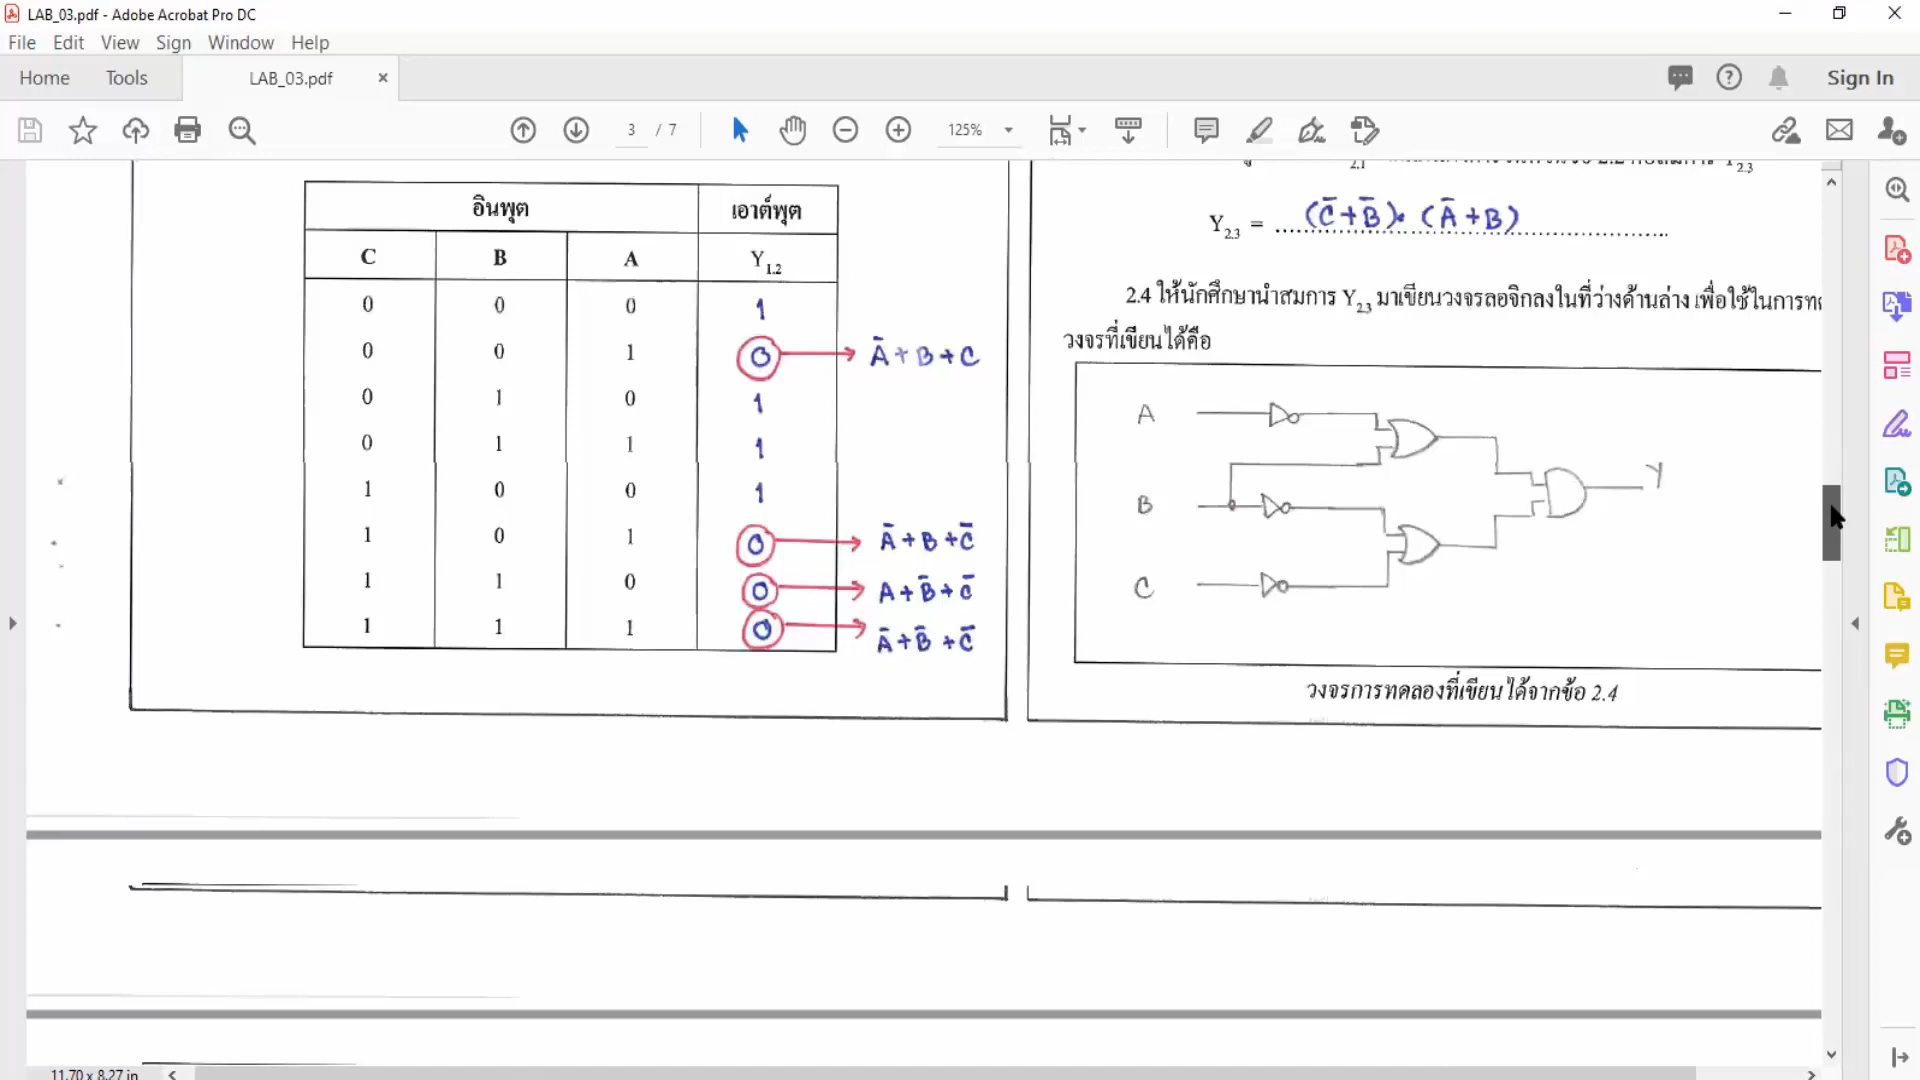 LAB_03.pdf - Adobe Acrobat Pro DC
File Edit View Sign Window Help
Home Tools LAB_03.pdf Sign In
3 / 7 125%
อินพุต เอาต์พุต
C B A Y1.2
0 0 0 1
0 0 1 0 Ā + B + C
0 1 0 1
0 1 1 1
1 0 0 1
1 0 1 0 Ā + B + C̄
1 1 0 0 A + B̄ + C̄
1 1 1 0 Ā + B̄ + C̄
Y2.3 = (C̄ + B̄) • (Ā + B)
2.4 ให้นักศึกษานำสมการ Y2.3 มาเขียนวงจรลอจิกลงในที่ว่างด้านล่าง เพื่อใช้ในการ
วงจรที่เขียนได้คือ
A
B
Y
C
วงจรการทดลองที่เขียนได้จากข้อ 2.4
11.70 x 8.27 in